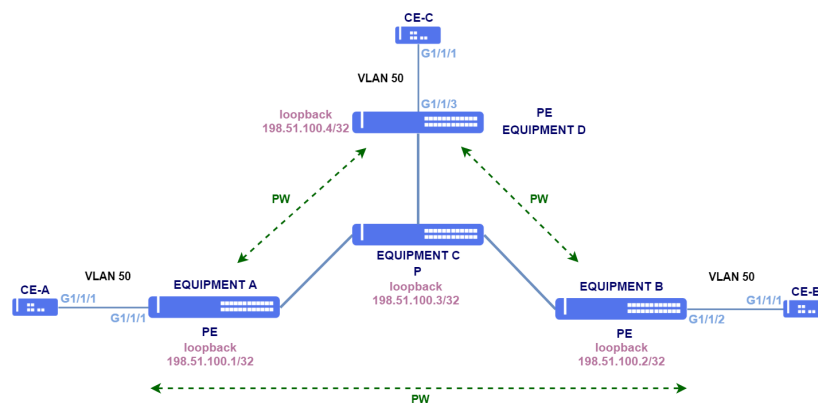 CE-C
G1/1/1
VLAN 50
G1/1/3
loopback
198.51.100.4/32
PE
EQUIPMENT D
PW
PW
EQUIPMENT C
P
loopback
198.51.100.3/32
CE-A
VLAN 50
G1/1/1
G1/1/1
EQUIPMENT A
PE
loopback
198.51.100.1/32
EQUIPMENT B
VLAN 50
CE-B
G1/1/1
G1/1/2
PE
loopback
198.51.100.2/32
PW